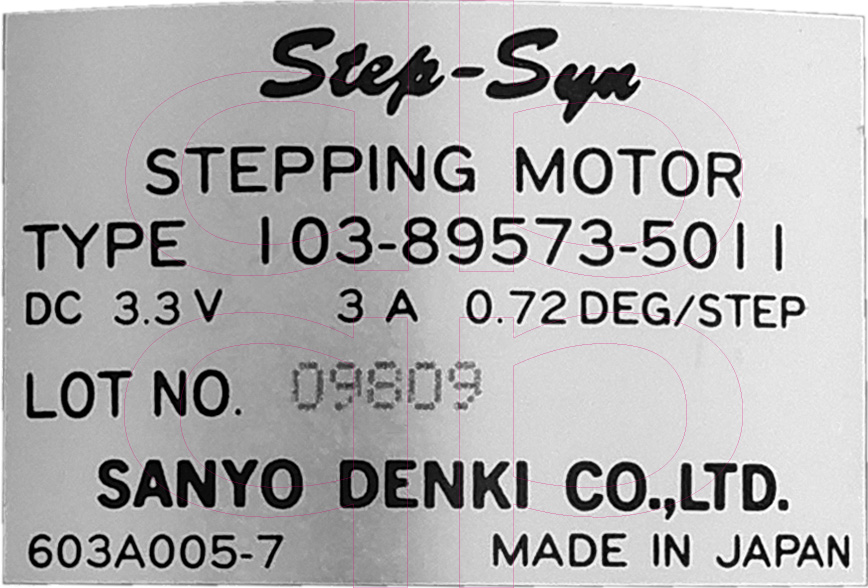 Step-Syn
STEPPING MOTOR
TYPE 103-89573-5011
DC 3.3 V 3 A 0.72 DEG/STEP
LOT NO. 09809
SANYO DENKI CO.,LTD.
603A005-7 MADE IN JAPAN